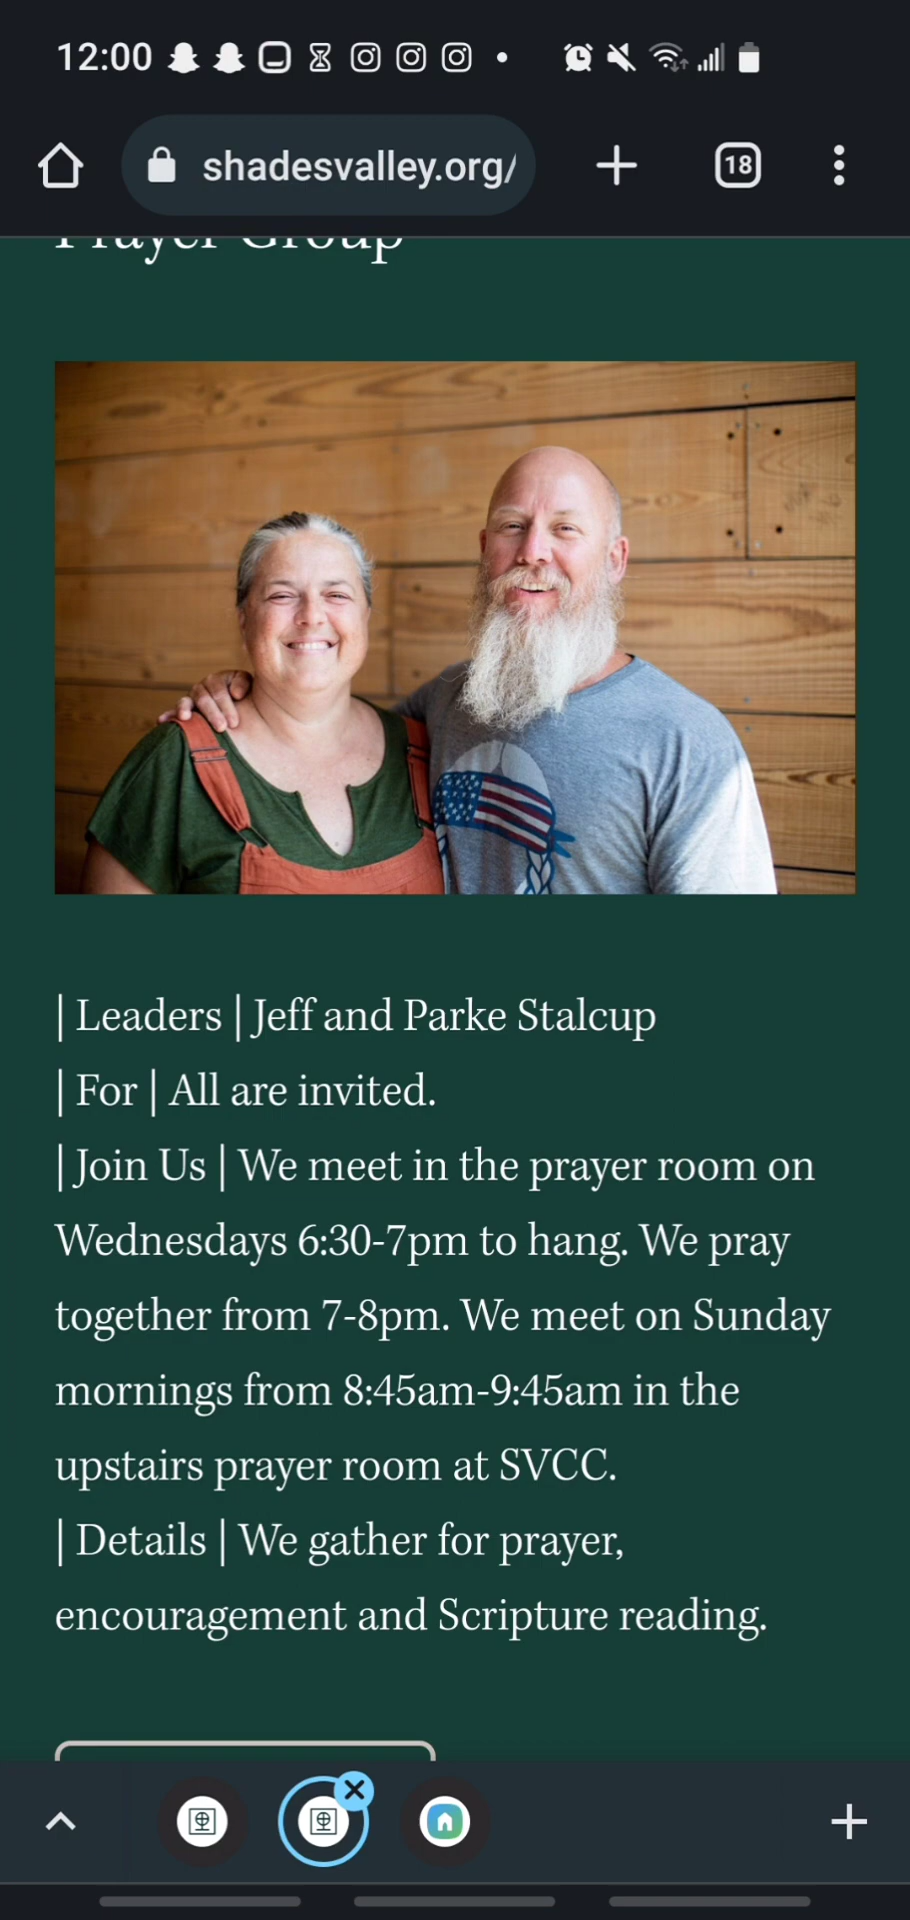 12:00
shadesvalley.org/
18
Prayer Group
| Leaders | Jeff and Parke Stalcup
| For | All are invited.
| Join Us | We meet in the prayer room on
Wednesdays 6:30-7pm to hang. We pray
together from 7-8pm. We meet on Sunday
mornings from 8:45am-9:45am in the
upstairs prayer room at SVCC.
| Details | We gather for prayer,
encouragement and Scripture reading.